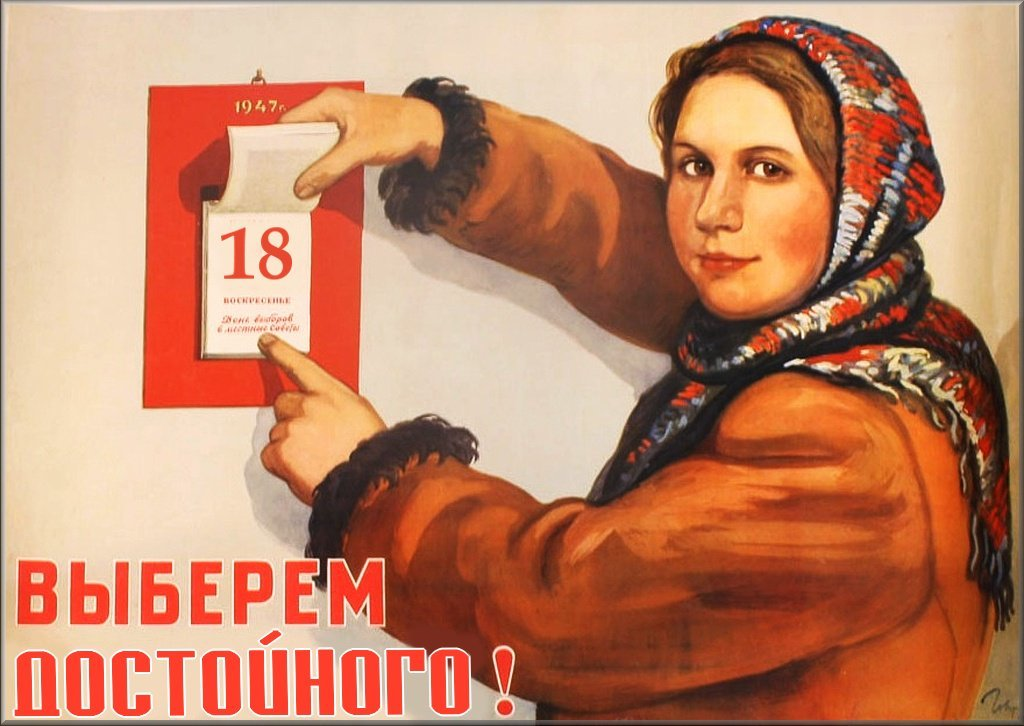 1947г.
18
ВОСКРЕСЕНЬЕ
День выборов
в местные Советы
ВЫБЕРЕМ
ДОСТОЙНОГО!